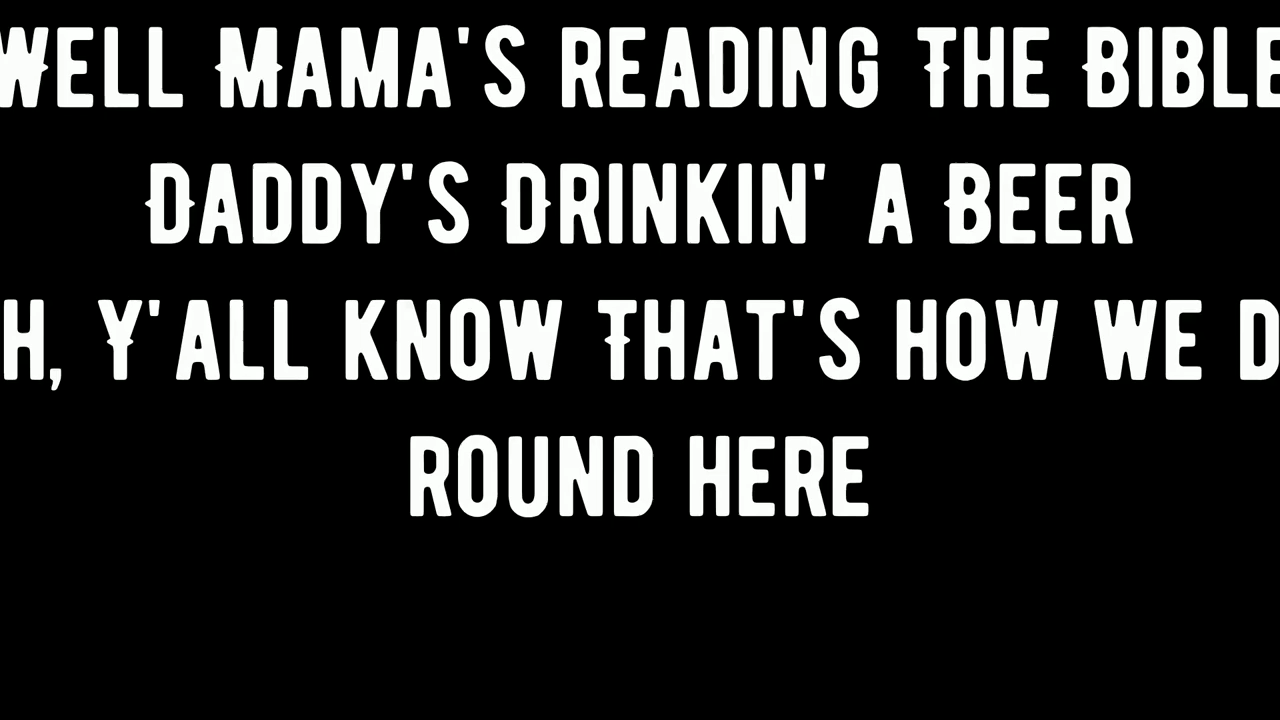 Well Mama's reading The Bible
Daddy's Drinkin' a Beer
h, Y'all know That's how we d
round here